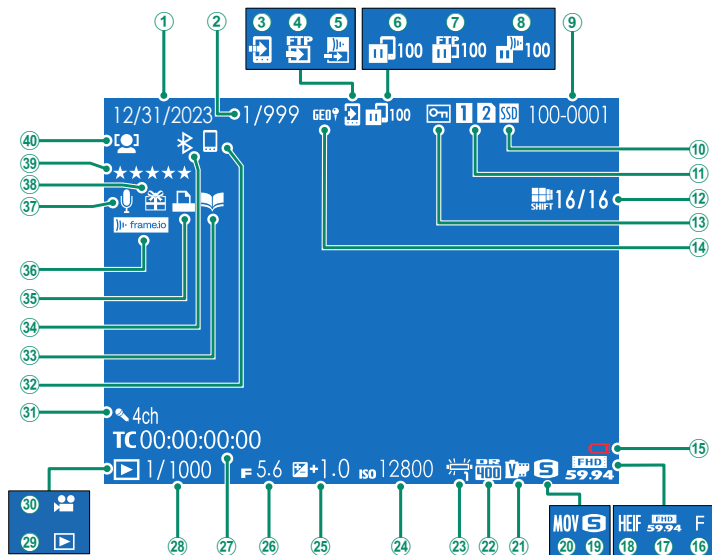 1 2 3 4 5 6 7 8 9
FTP
100 FTP 100 100
12/31/2023 1/999 GEO 100 1 2 SSD 100-0001
40
10
39
11
38
SHIFT 16/16 12
37
13
frame.io
14
36
35
34
33
32
31 4ch
TC 00:00:00:00
15
1/1000 F 5.6 +1.0 ISO 12800 1 DR 400 V S FHD 59.94
30
29
28 27 26 25 24 23 22 21
MOV S
20 19
HEIF FHD 59.94 F
18 17 16